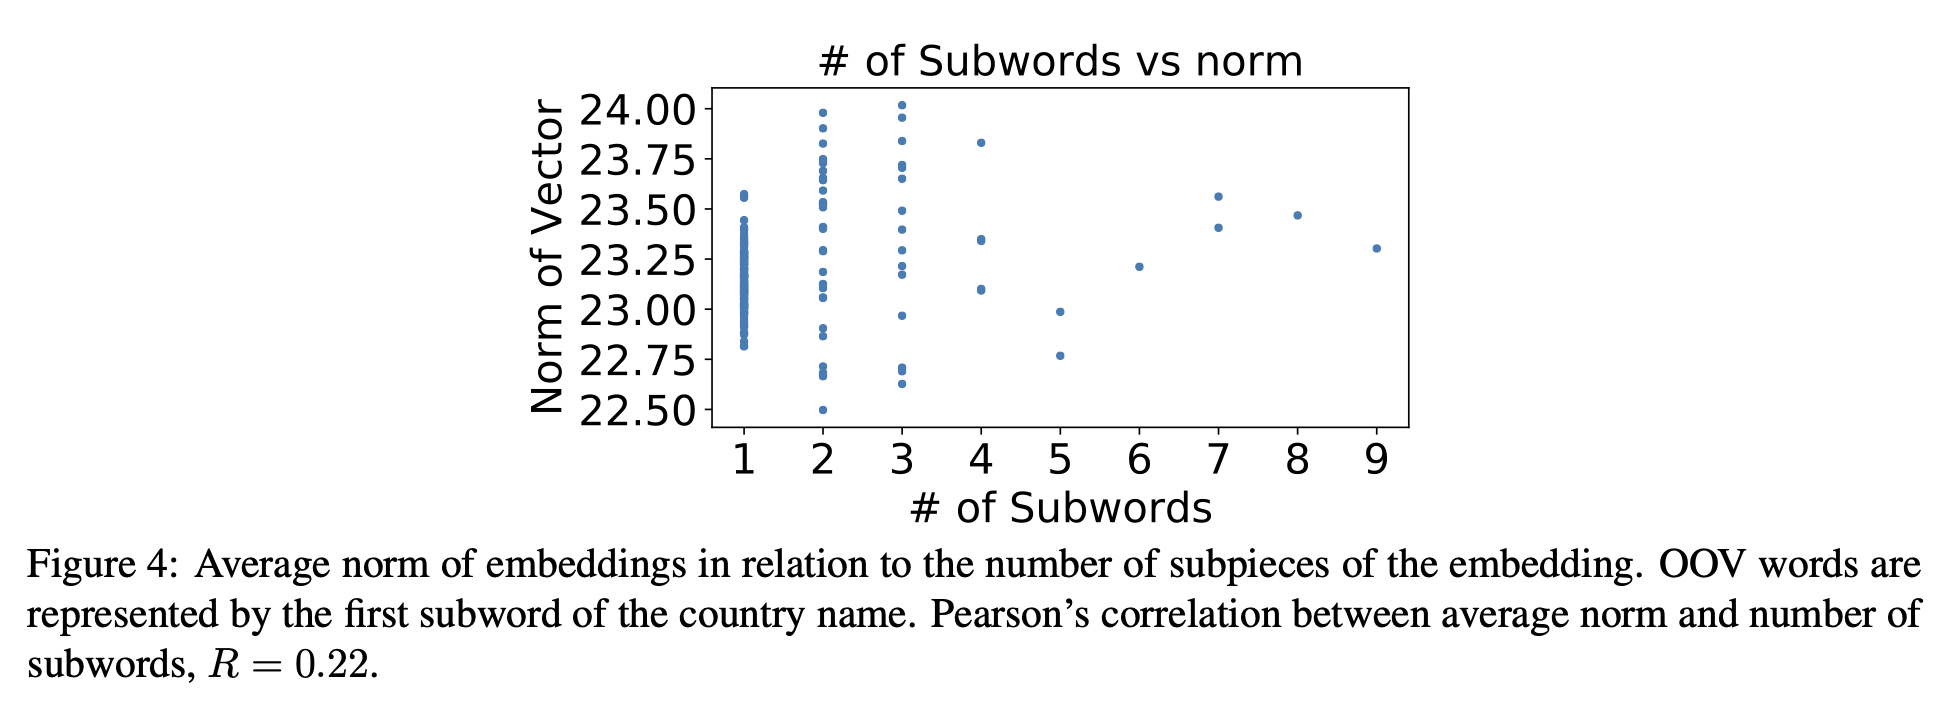 # of Subwords vs norm
Norm of Vector
24.00
23.75
23.50
23.25
23.00
22.75
22.50
1 2 3 4 5 6 7 8 9
# of Subwords
Figure 4: Average norm of embeddings in relation to the number of subpieces of the embedding. OOV words are
represented by the first subword of the country name. Pearson’s correlation between average norm and number of
subwords, R = 0.22.